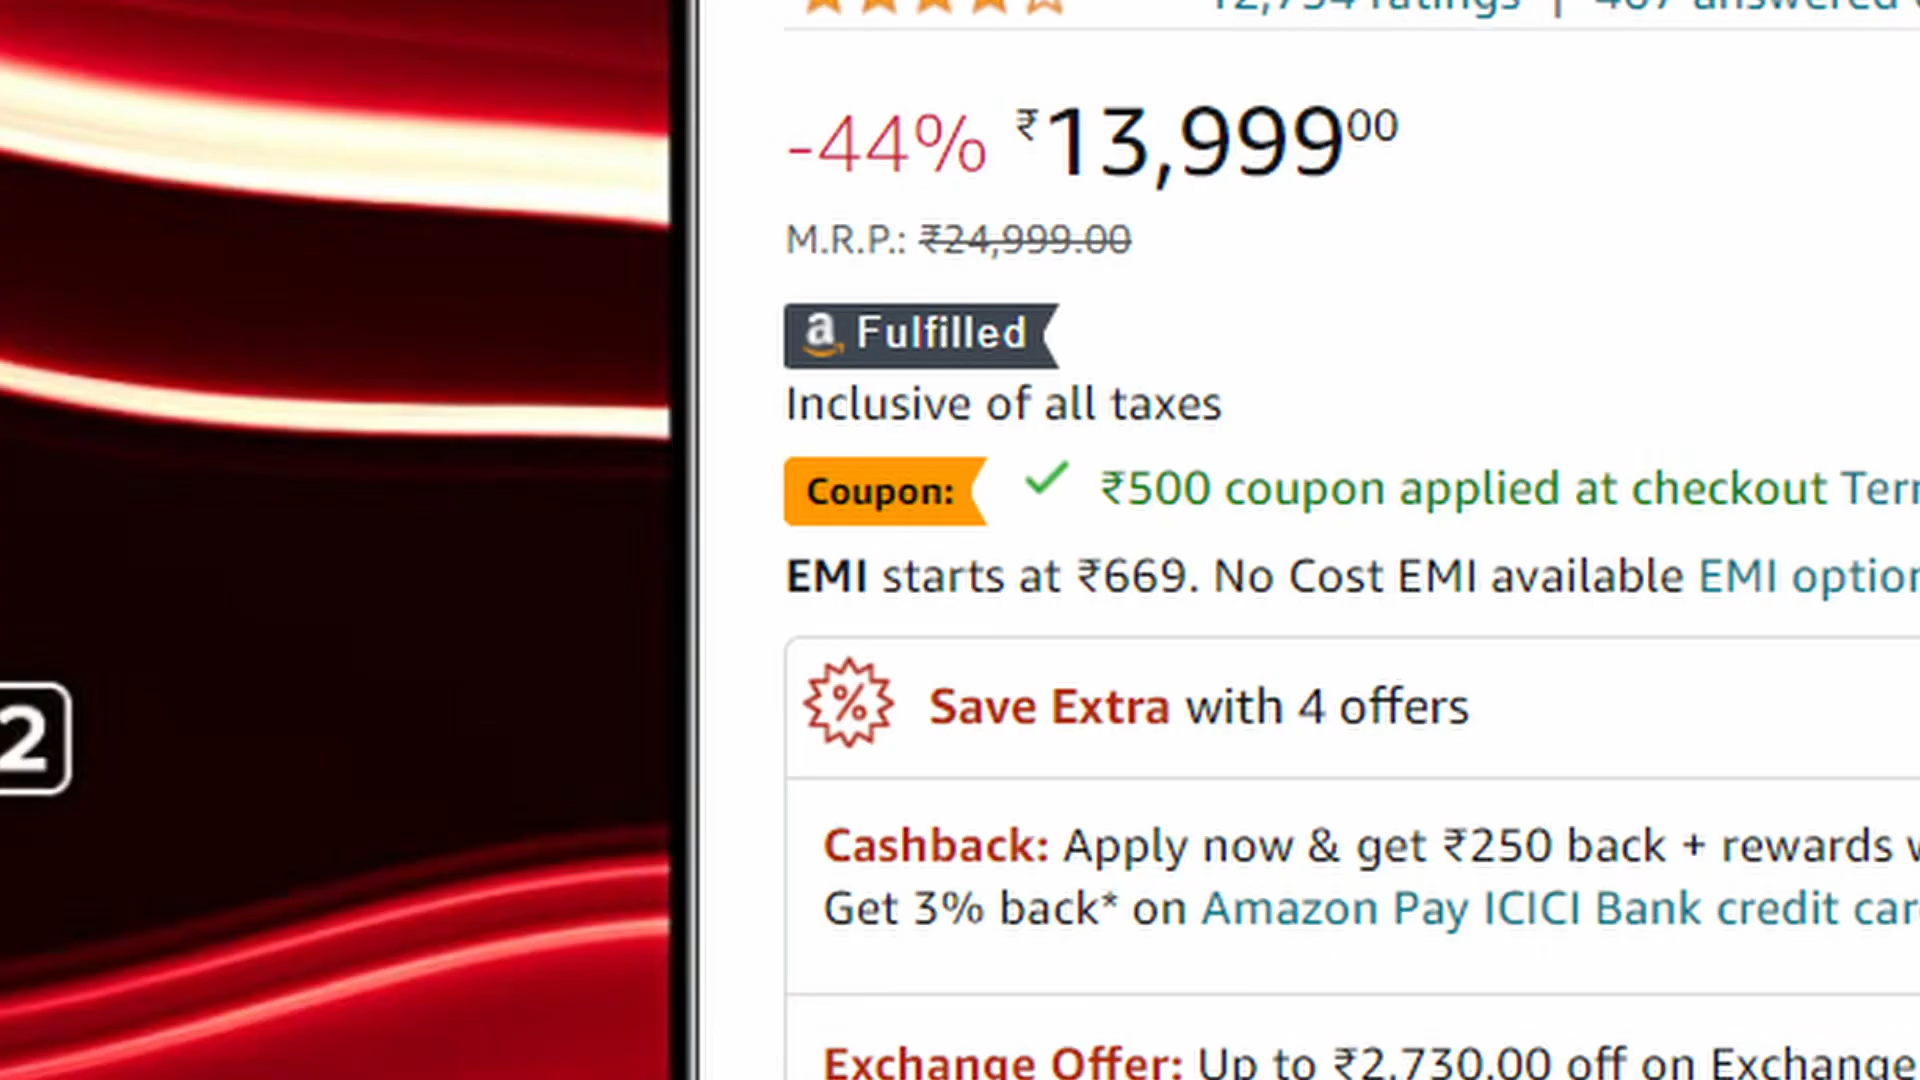 ratings | 467 answered
-44% ₹13,99900
M.R.P.: ₹24,999.00
a Fulfilled
Inclusive of all taxes
Coupon: ₹500 coupon applied at checkout
EMI starts at ₹669. No Cost EMI available EMI
2
% Save Extra with 4 offers
Cashback: Apply now & get ₹250 back + rewards
Get 3% back* on Amazon Pay ICICI Bank credit
Exchange Offer: Up to ₹2,730.00 off on Exchange